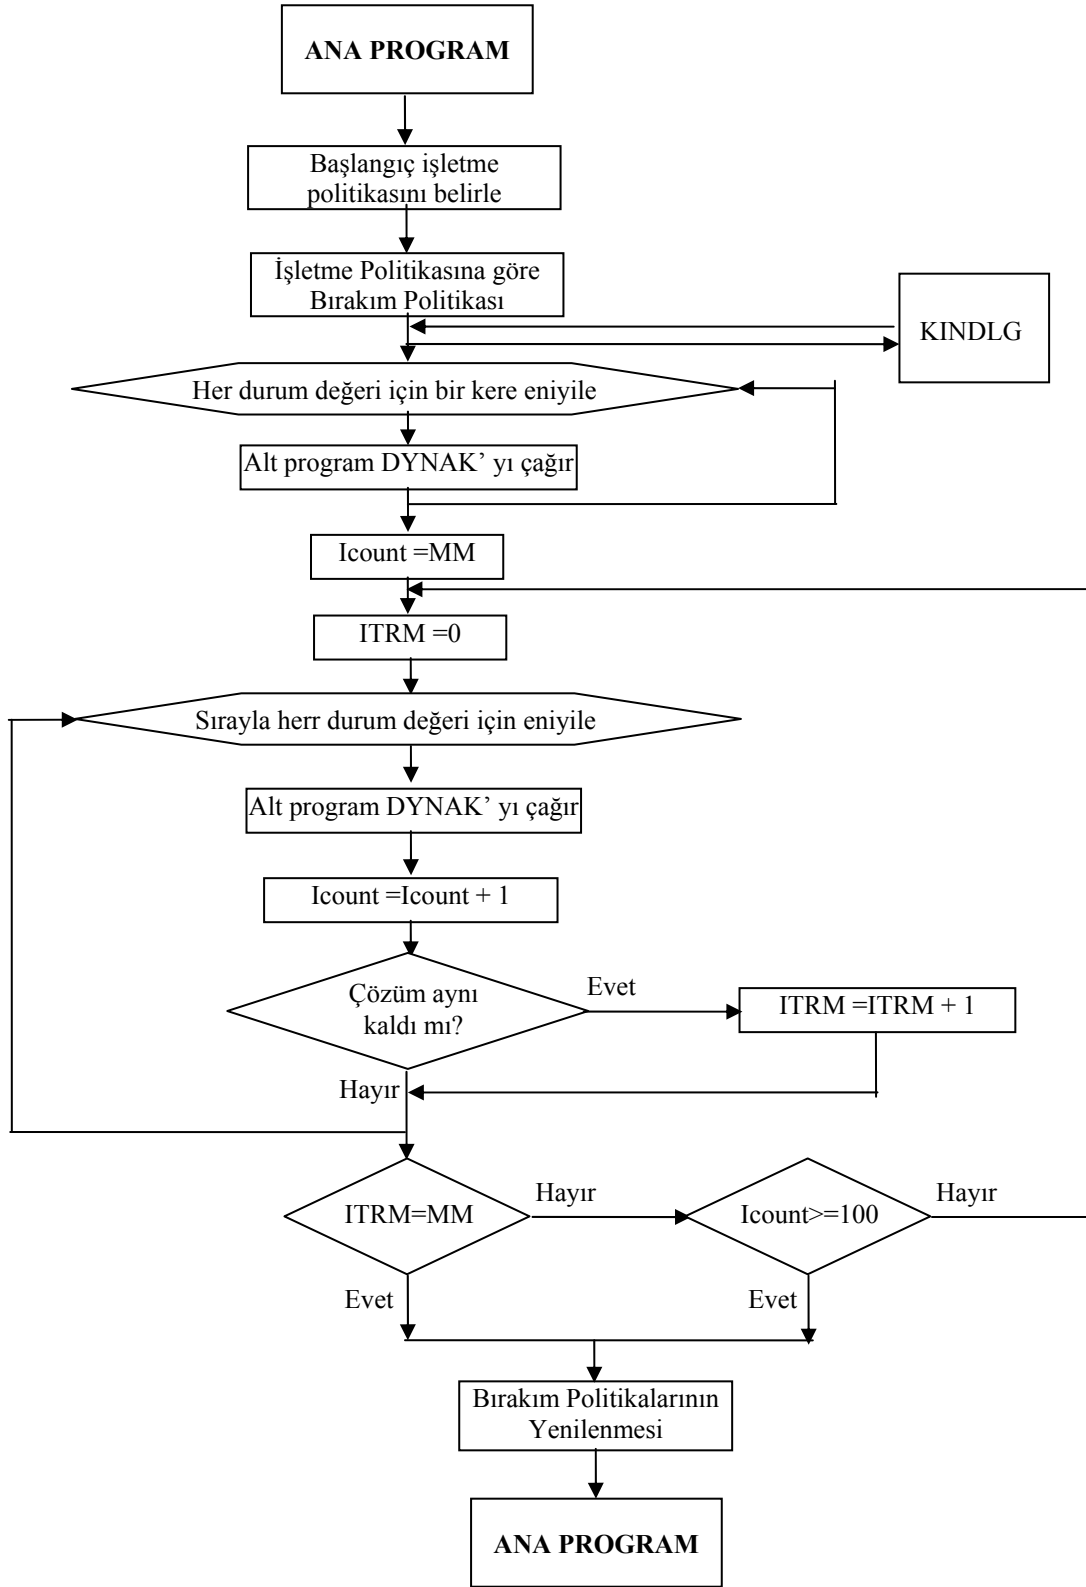 ANA PROGRAM
Başlangıç işletme
politikasını belirle
İşletme Politikasına göre
Bırakım Politikası
KINDLG
Her durum değeri için bir kere eniyile
Alt program DYNAK’ yı çağır
Icount =MM
ITRM =0
Sırayla herr durum değeri için eniyile
Alt program DYNAK’ yı çağır
Icount =Icount + 1
Çözüm aynı
kaldı mı?
Evet
ITRM =ITRM + 1
Hayır
ITRM=MM
Hayır
Icount>=100
Hayır
Evet
Evet
Bırakım Politikalarının
Yenilenmesi
ANA PROGRAM